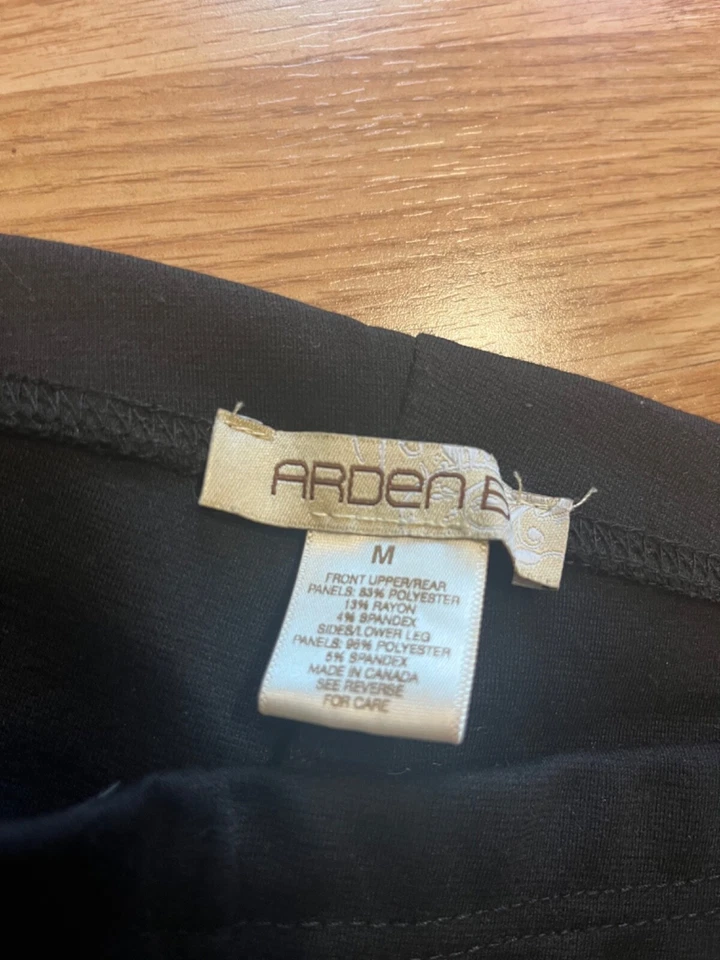 ARDEN B
M
FRONT UPPER/REAR
PANELS: 83% POLYESTER
13% RAYON
4% SPANDEX
SIDES/LOWER LEG
PANELS: 95% POLYESTER
5% SPANDEX
MADE IN CANADA
SEE REVERSE
FOR CARE